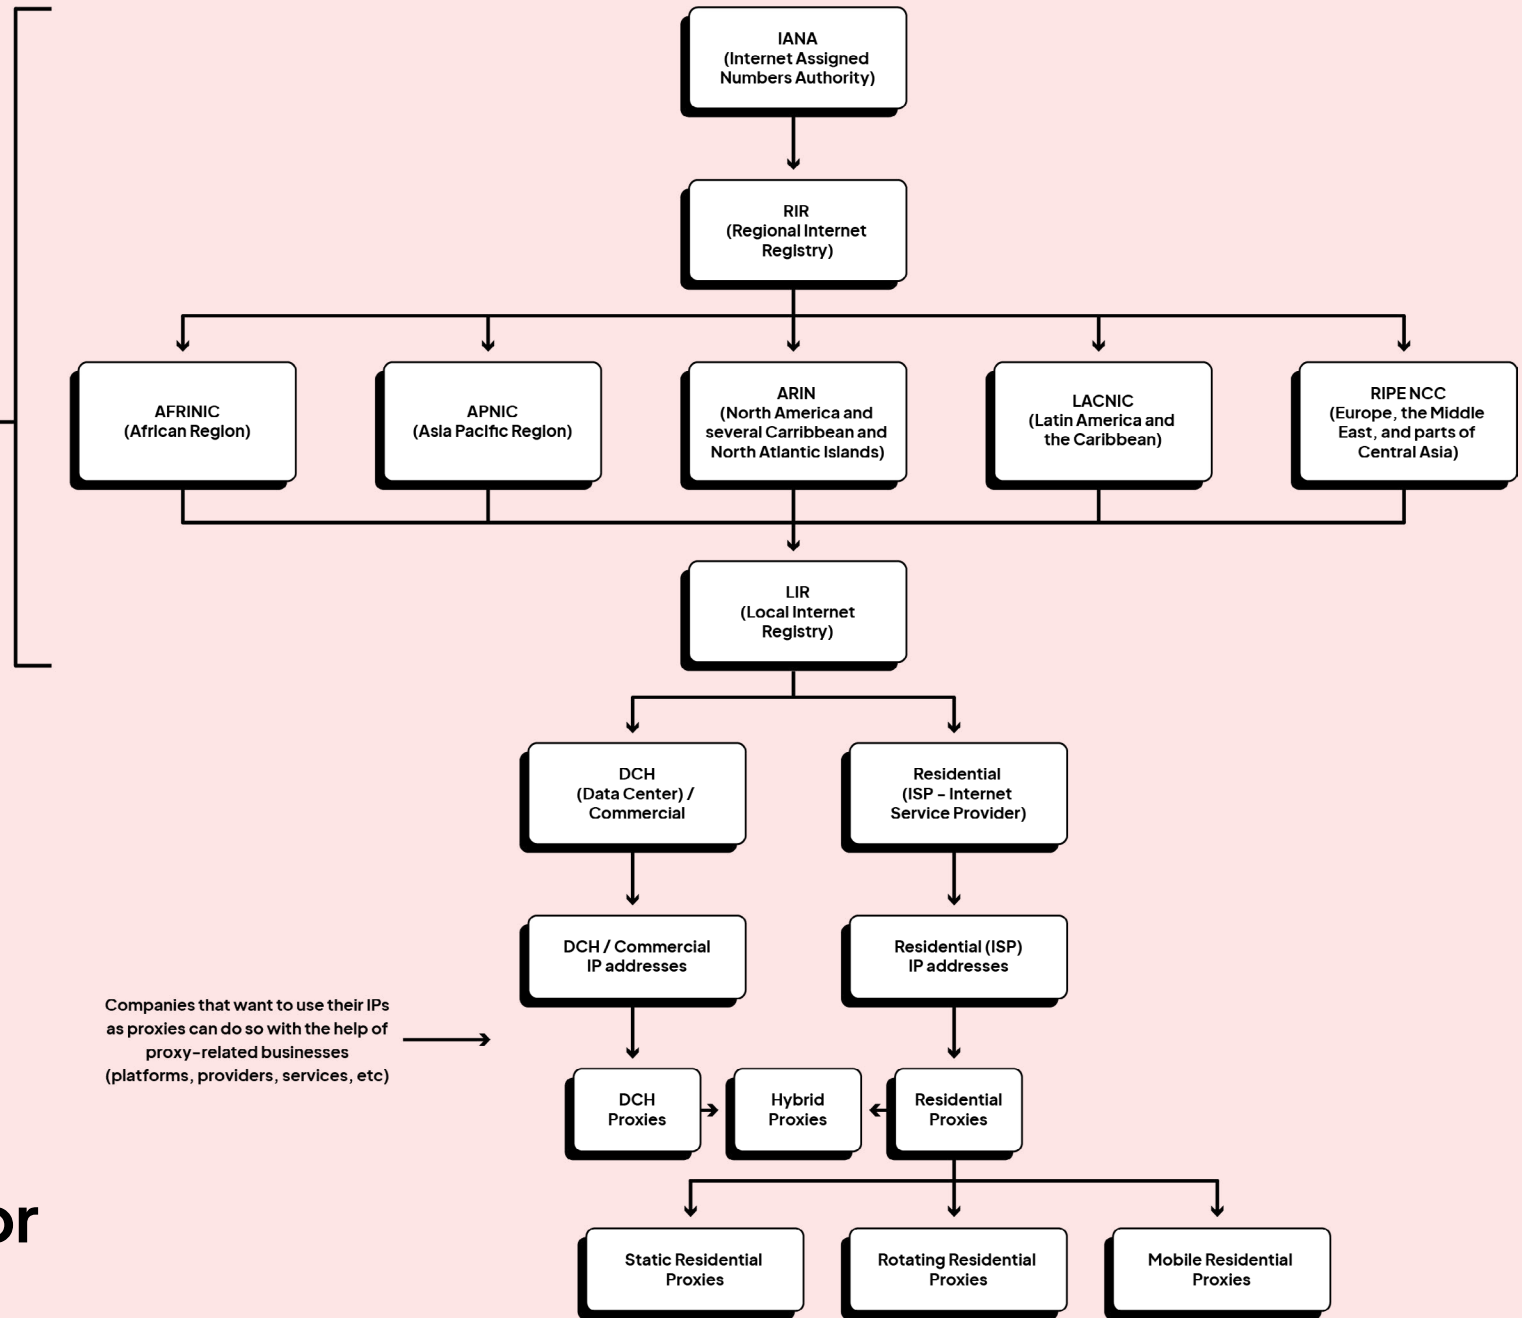 IANA
(Internet Assigned
Numbers Authority)
RIR
(Regional Internet
Registry)
AFRINIC
(African Region)
APNIC
(Asia Pacific Region)
ARIN
(North America and
several Carribbean and
North Atlantic Islands)
LACNIC
(Latin America and
the Caribbean)
RIPE NCC
(Europe, the Middle
East, and parts of
Central Asia)
LIR
(Local Internet
Registry)
DCH
(Data Center) /
Commercial
Residential
(ISP - Internet
Service Provider)
DCH / Commercial
IP addresses
Residential (ISP)
IP addresses
Companies that want to use their IPs
as proxies can do so with the help of
proxy-related businesses
(platforms, providers, services, etc)
DCH
Proxies
Hybrid
Proxies
Residential
Proxies
or
Static Residential
Proxies
Rotating Residential
Proxies
Mobile Residential
Proxies